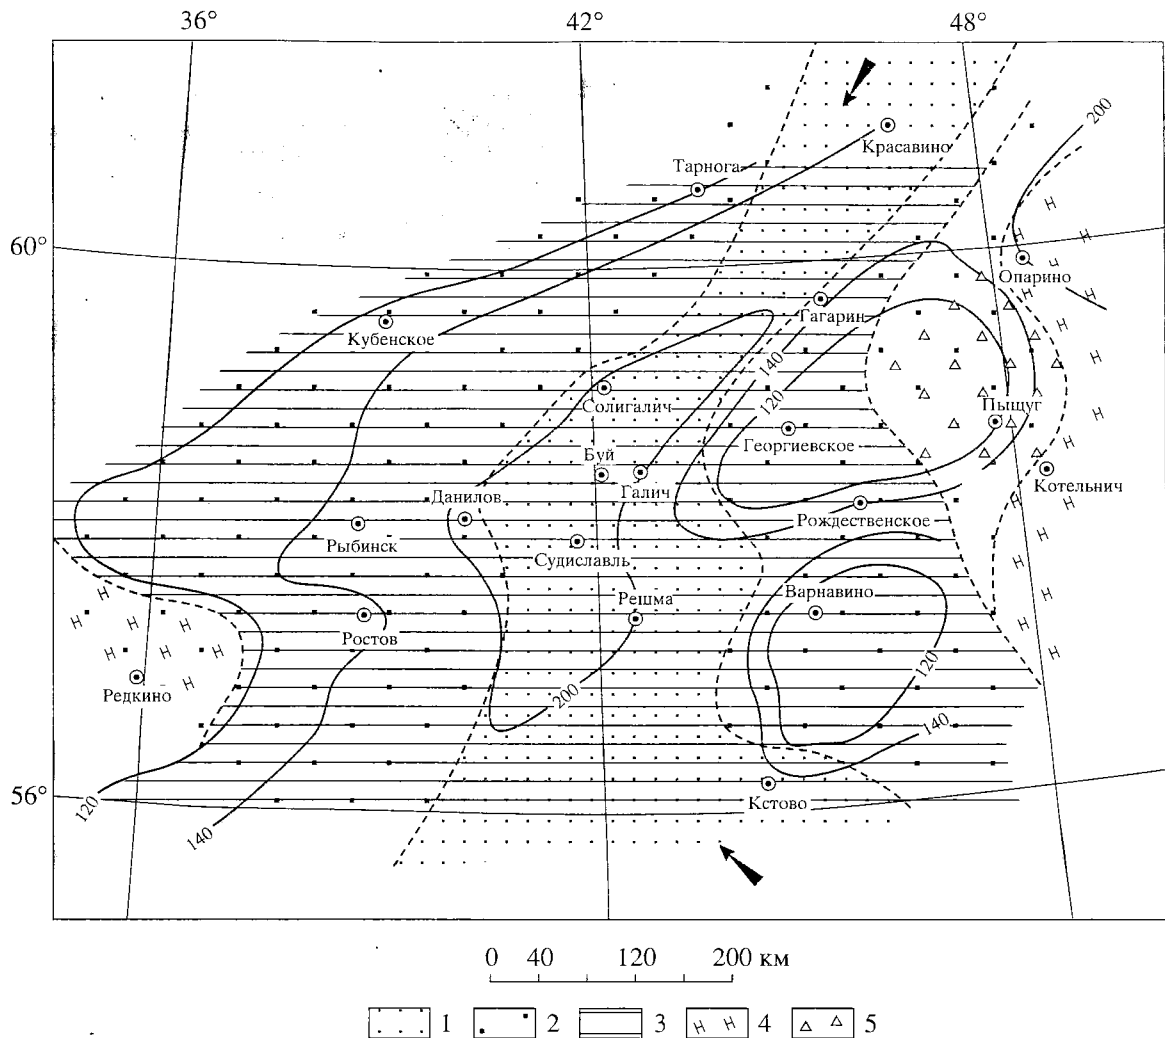 36° 42° 48°
200
Красавино
Тарнога
60°
Опарино
Гагарин
Кубенское
140
120
Солигалич
Пыщуг
Георгиевское
Буй
Галич
Котельнич
Данилов
Рождественское
Рыбинск
Судиславль
Решма
Варнавино
Ростов
120
Редкино
200
140
56°
Кстово
120
140
0 40 120 200 км
1 2 3 4 5